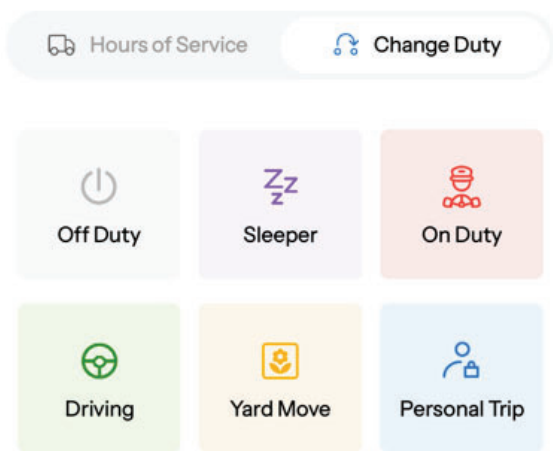 Hours of Service
Change Duty
Off Duty
Sleeper
On Duty
Driving
Yard Move
Personal Trip